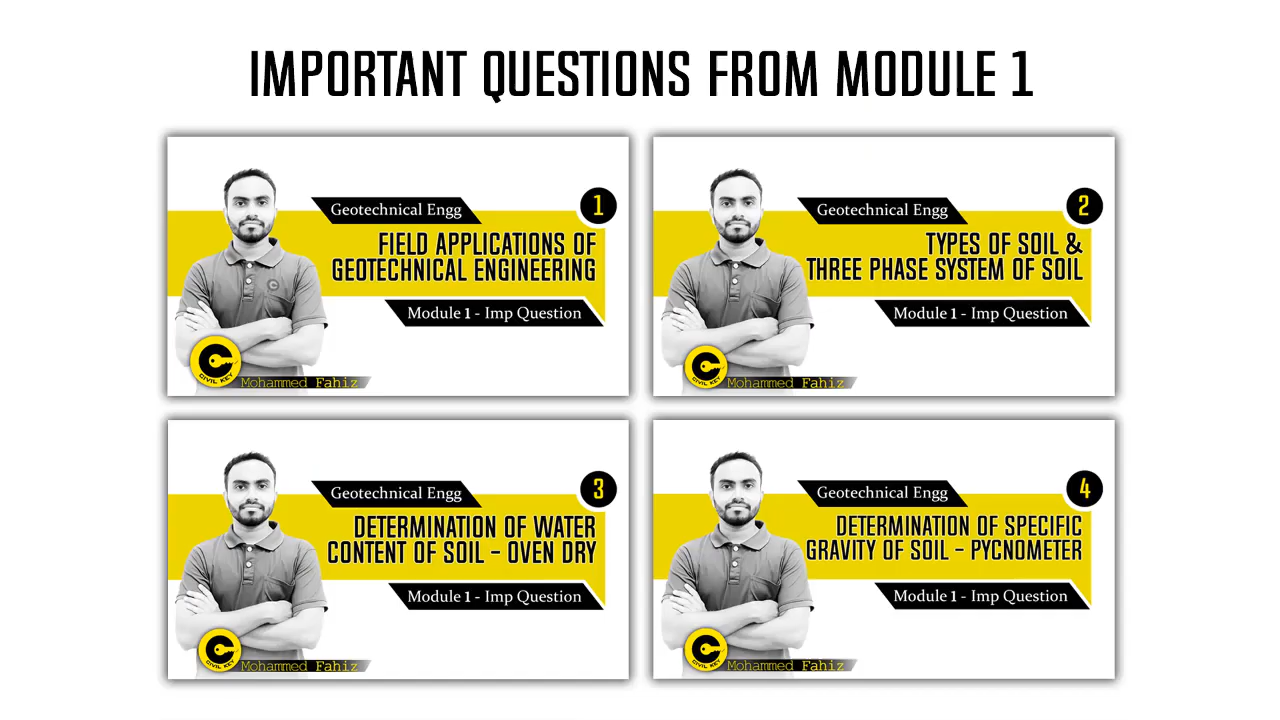 IMPORTANT QUESTIONS FROM MODULE 1
Geotechnical Engg
1
FIELD APPLICATIONS OF
GEOTECHNICAL ENGINEERING
Module 1 - Imp Question
CIVIL KEY
Mohammed Fahiz
Geotechnical Engg
2
TYPES OF SOIL &
THREE PHASE SYSTEM OF SOIL
Module 1 - Imp Question
CIVIL KEY
Mohammed Fahiz
Geotechnical Engg
3
DETERMINATION OF WATER
CONTENT OF SOIL - OVEN DRY
Module 1 - Imp Question
CIVIL KEY
Mohammed Fahiz
Geotechnical Engg
4
DETERMINATION OF SPECIFIC
GRAVITY OF SOIL - PYCNOMETER
Module 1 - Imp Question
CIVIL KEY
Mohammed Fahiz